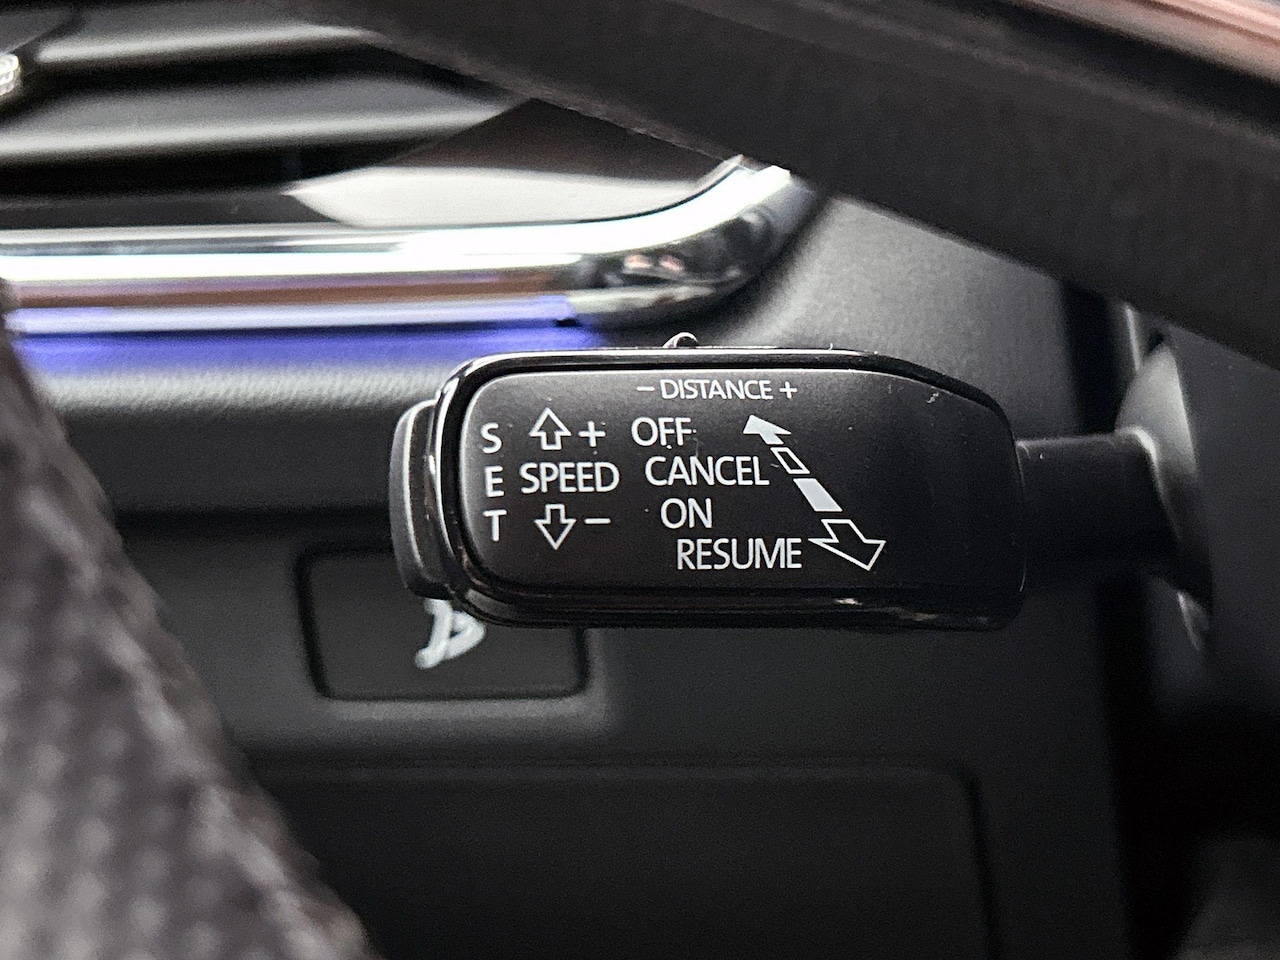 – DISTANCE +
S + OFF
E SPEED CANCEL
T – ON
RESUME